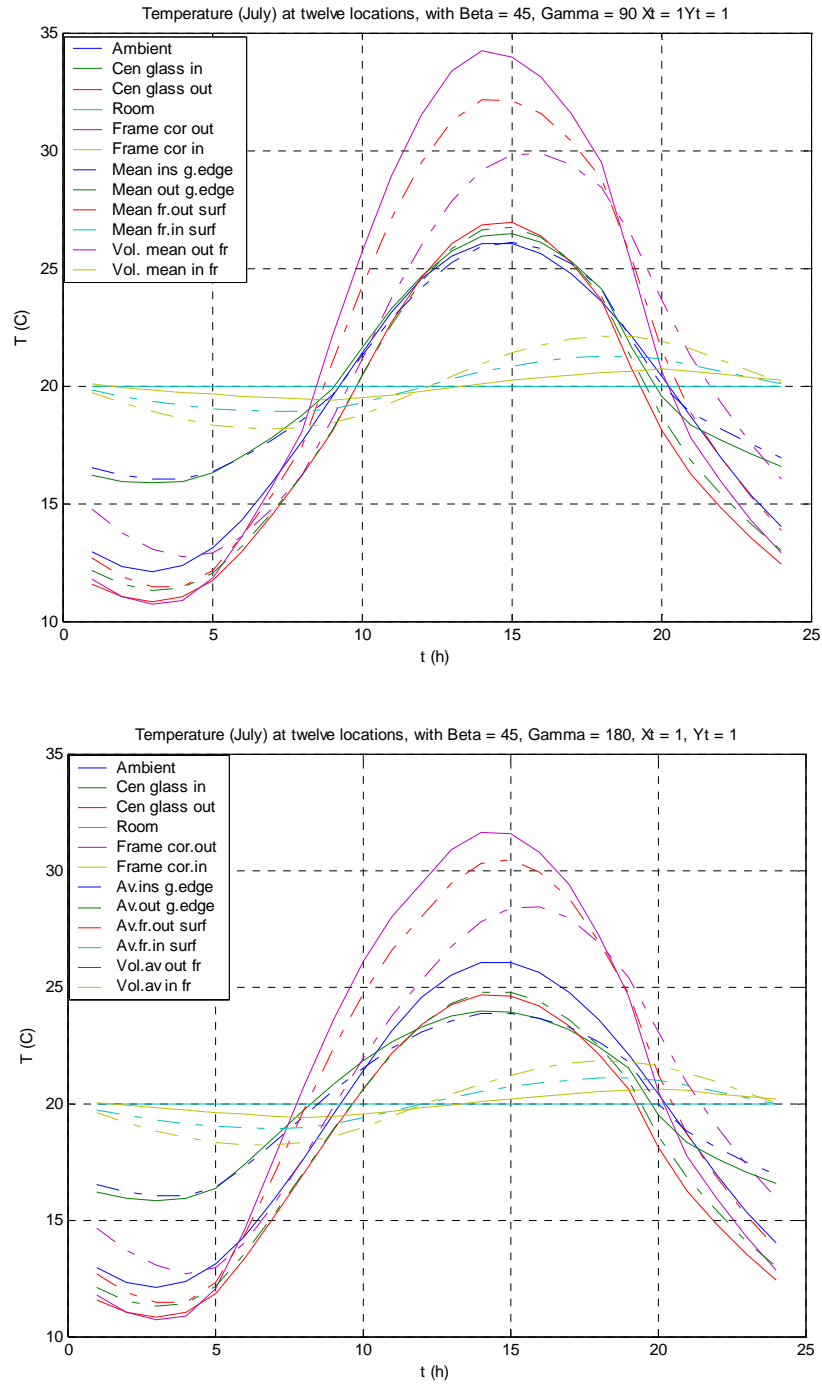 Temperature (July) at twelve locations, with Beta = 45, Gamma = 90 Xt = 1Yt = 1
35
30
25
20
15
10
T (C)
Ambient
Cen glass in
Cen glass out
Room
Frame cor out
Frame cor in
Mean ins g.edge
Mean out g.edge
Mean fr.out surf
Mean fr.in surf
Vol. mean out fr
Vol. mean in fr
0 5 10 15 20 25
t (h)
Temperature (July) at twelve locations, with Beta = 45, Gamma = 180, Xt = 1, Yt = 1
35
30
25
20
15
10
T (C)
Ambient
Cen glass in
Cen glass out
Room
Frame cor.out
Frame cor.in
Av.ins g.edge
Av.out g.edge
Av.fr.out surf
Av.fr.in surf
Vol.av out fr
Vol.av in fr
0 5 10 15 20 25
t (h)